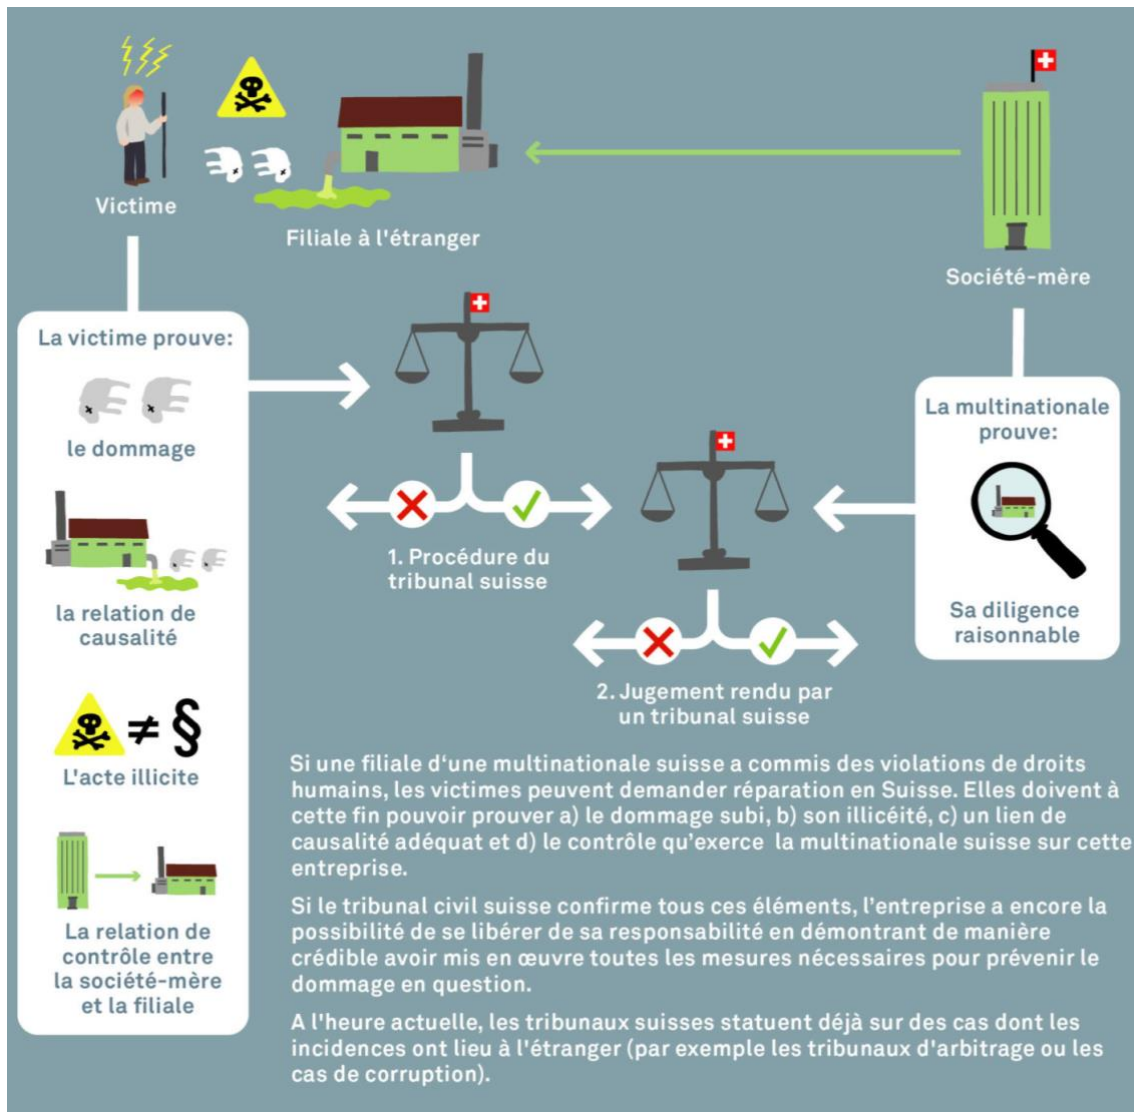 Victime
Filiale à l'étranger
Société-mère
La victime prouve:
le dommage
la relation de
causalité
≠ §
L'acte illicite
La relation de
contrôle entre
la société-mère
et la filiale
1. Procédure du
tribunal suisse
2. Jugement rendu par
un tribunal suisse
La multinationale
prouve:
Sa diligence
raisonnable
Si une filiale d‘une multinationale suisse a commis des violations de droits
humains, les victimes peuvent demander réparation en Suisse. Elles doivent à
cette fin pouvoir prouver a) le dommage subi, b) son illicéité, c) un lien de
causalité adéquat et d) le contrôle qu’exerce  la multinationale suisse sur cette
entreprise.
Si le tribunal civil suisse confirme tous ces éléments, l’entreprise a encore la
possibilité de se libérer de sa responsabilité en démontrant de manière
crédible avoir mis en œuvre toutes les mesures nécessaires pour prévenir le
dommage en question.
A l'heure actuelle, les tribunaux suisses statuent déjà sur des cas dont les
incidences ont lieu à l'étranger (par exemple les tribunaux d'arbitrage ou les
cas de corruption).